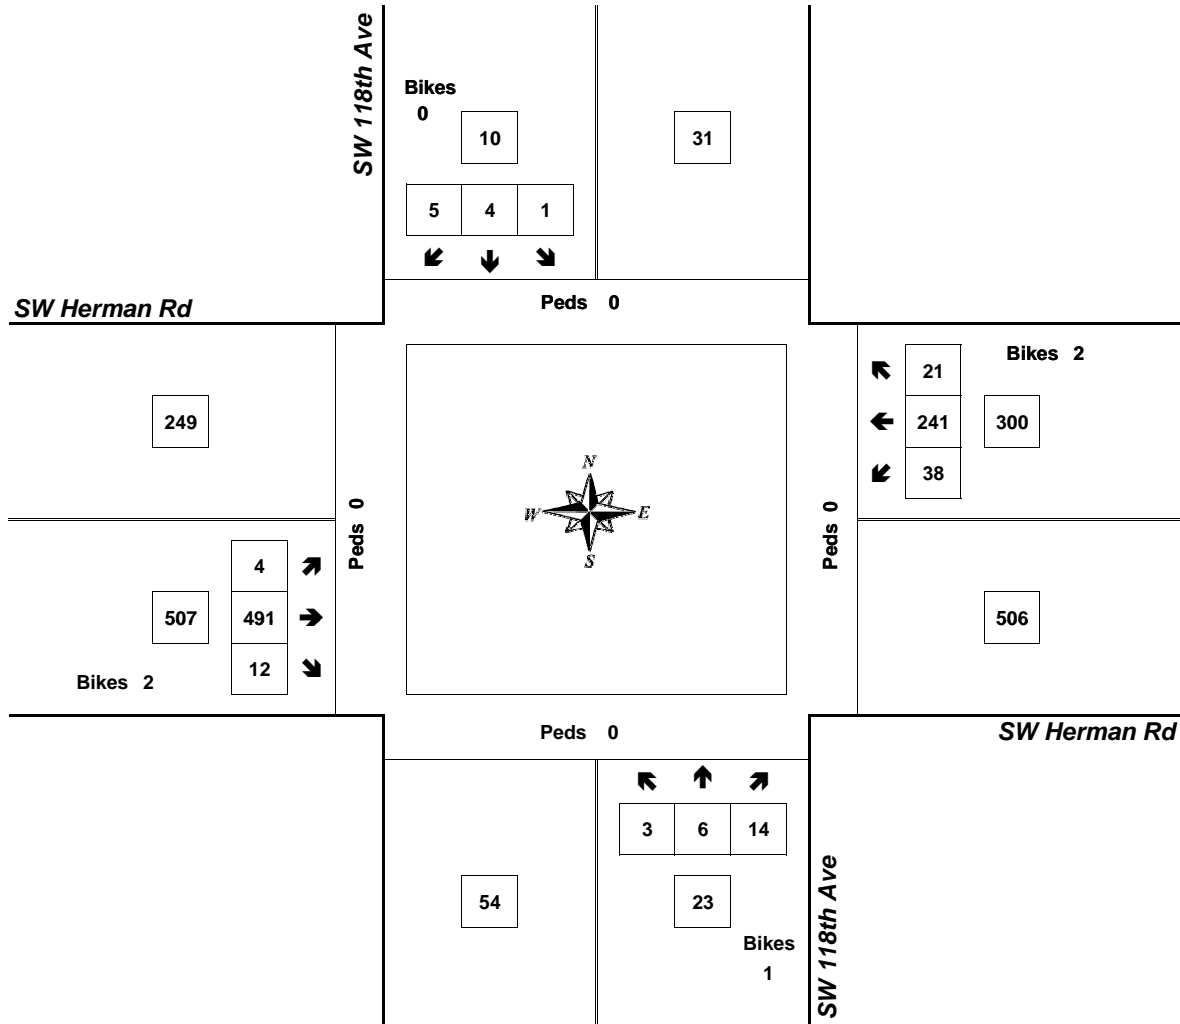 SW 118th Ave
Bikes
0
10
31
5 4 1
Peds 0
SW Herman Rd
Bikes 2
21
249
241
300
38
N
W E
S
Peds 0
Peds 0
4
507
491
506
12
Bikes 2
Peds 0
SW Herman Rd
3 6 14
54
23
Bikes
1
SW 118th Ave